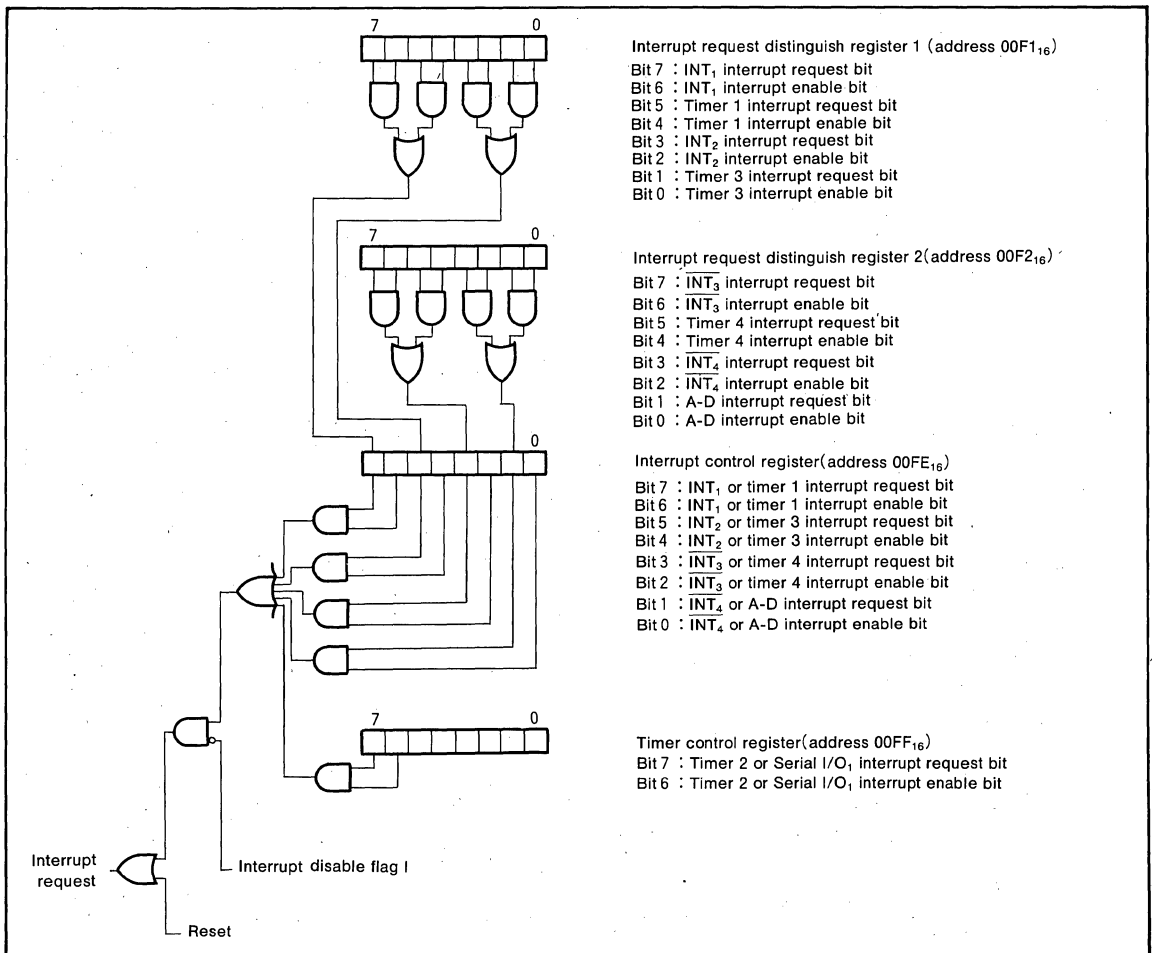 7 0
Interrupt request distinguish register 1 (address 00F1₁₆)
Bit 7 : INT₁ interrupt request bit
Bit 6 : INT₁ interrupt enable bit
Bit 5 : Timer 1 interrupt request bit
Bit 4 : Timer 1 interrupt enable bit
Bit 3 : INT₂ interrupt request bit
Bit 2 : INT₂ interrupt enable bit
Bit 1 : Timer 3 interrupt request bit
Bit 0 : Timer 3 interrupt enable bit
7 0
Interrupt request distinguish register 2(address 00F2₁₆)
Bit 7 : I̅N̅T̅₃̅ interrupt request bit
Bit 6 : I̅N̅T̅₃̅ interrupt enable bit
Bit 5 : Timer 4 interrupt request bit
Bit 4 : Timer 4 interrupt enable bit
Bit 3 : I̅N̅T̅₄̅ interrupt request bit
Bit 2 : I̅N̅T̅₄̅ interrupt enable bit
Bit 1 : A-D interrupt request bit
Bit 0 : A-D interrupt enable bit
0
Interrupt control register(address 00FE₁₆)
Bit 7 : INT₁ or timer 1 interrupt request bit
Bit 6 : INT₁ or timer 1 interrupt enable bit
Bit 5 : INT₂ or timer 3 interrupt request bit
Bit 4 : INT₂ or timer 3 interrupt enable bit
Bit 3 : I̅N̅T̅₃̅ or timer 4 interrupt request bit
Bit 2 : I̅N̅T̅₃̅ or timer 4 interrupt enable bit
Bit 1 : I̅N̅T̅₄̅ or A-D interrupt request bit
Bit 0 : I̅N̅T̅₄̅ or A-D interrupt enable bit
7 0
Timer control register(address 00FF₁₆)
Bit 7 : Timer 2 or Serial I/O₁ interrupt request bit
Bit 6 : Timer 2 or Serial I/O₁ interrupt enable bit
Interrupt
request
Interrupt disable flag I
Reset